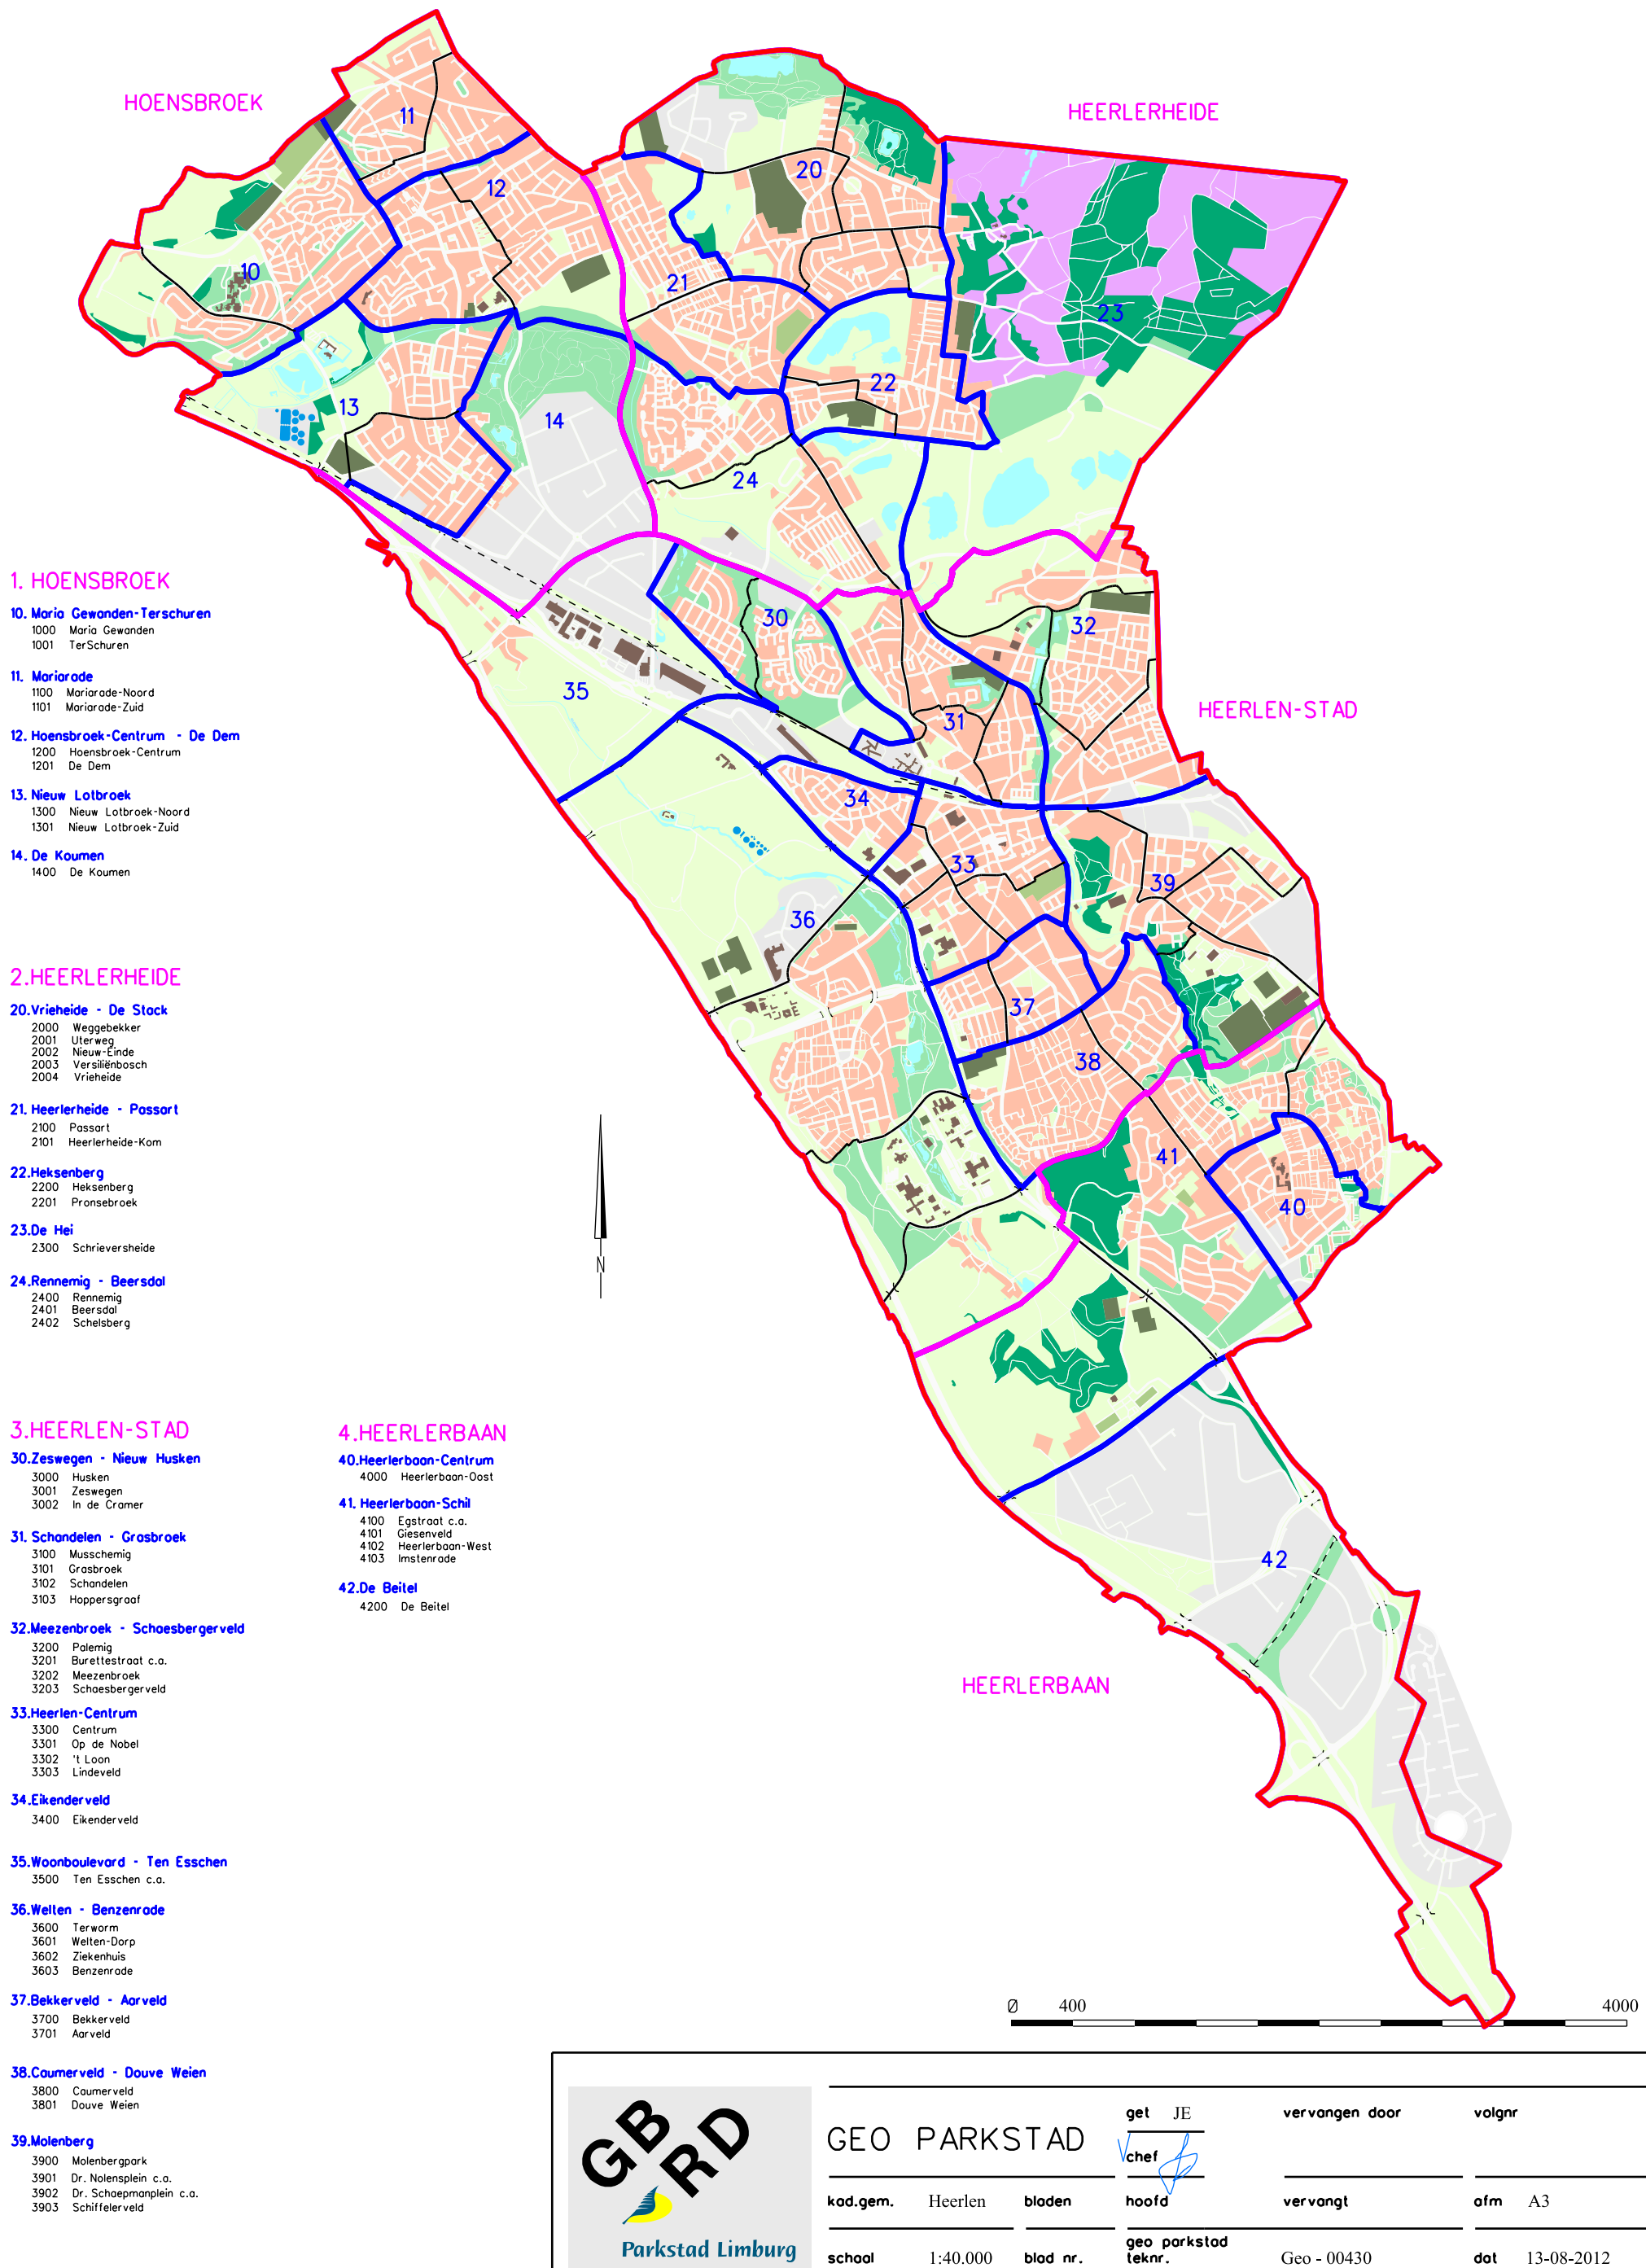 HOENSBROEK
HEERLERHEIDE
11
12
20
10
21
23
13
14
22
24
30
32
35
31
HEERLEN-STAD
34
33
39
36
37
38
41
40
42
HEERLERBAAN
1. HOENSBROEK
10. Maria Gewanden-Terschuren
1000 Maria Gewanden
1001 TerSchuren
11. Mariarade
1100 Mariarade-Noord
1101 Mariarade-Zuid
12. Hoensbroek-Centrum - De Dem
1200 Hoensbroek-Centrum
1201 De Dem
13. Nieuw Lotbroek
1300 Nieuw Lotbroek-Noord
1301 Nieuw Lotbroek-Zuid
14. De Koumen
1400 De Koumen
2.HEERLERHEIDE
20.Vrieheide - De Stack
2000 Weggebekker
2001 Uterweg
2002 Nieuw-Einde
2003 Versiliënbosch
2004 Vrieheide
21. Heerlerheide - Passart
2100 Passart
2101 Heerlerheide-Kom
22.Heksenberg
2200 Heksenberg
2201 Pronsebroek
23.De Hei
2300 Schrieversheide
24.Rennemig - Beersdal
2400 Rennemig
2401 Beersdal
2402 Schelsberg
3.HEERLEN-STAD
30.Zeswegen - Nieuw Husken
3000 Husken
3001 Zeswegen
3002 In de Cramer
31. Schandelen - Grasbroek
3100 Musschemig
3101 Grasbroek
3102 Schandelen
3103 Hoppersgraaf
32.Meezenbroek - Schaesbergerveld
3200 Palemig
3201 Burettestraat c.a.
3202 Meezenbroek
3203 Schaesbergerveld
33.Heerlen-Centrum
3300 Centrum
3301 Op de Nobel
3302 't Loon
3303 Lindeveld
34.Eikenderveld
3400 Eikenderveld
35.Woonboulevard - Ten Esschen
3500 Ten Esschen c.a.
36.Welten - Benzenrade
3600 Terworm
3601 Welten-Dorp
3602 Ziekenhuis
3603 Benzenrade
37.Bekkerveld - Aarveld
3700 Bekkerveld
3701 Aarveld
38.Caumerveld - Douve Weien
3800 Caumerveld
3801 Douve Weien
39.Molenberg
3900 Molenbergpark
3901 Dr. Nolensplein c.a.
3902 Dr. Schaepmanplein c.a.
3903 Schiffelerveld
4.HEERLERBAAN
40.Heerlerbaan-Centrum
4000 Heerlerbaan-Oost
41. Heerlerbaan-Schil
4100 Egstraat c.a.
4101 Giesenveld
4102 Heerlerbaan-West
4103 Imstenrade
42.De Beitel
4200 De Beitel
N
0 400 4000
GBRD
Parkstad Limburg
GEO PARKSTAD
get JE vervangen door volgnr
chef
kad.gem. Heerlen bladen hoofd vervangt afm A3
schaal 1:40.000 blad nr. geo parkstad teknr. Geo - 00430 dat 13-08-2012